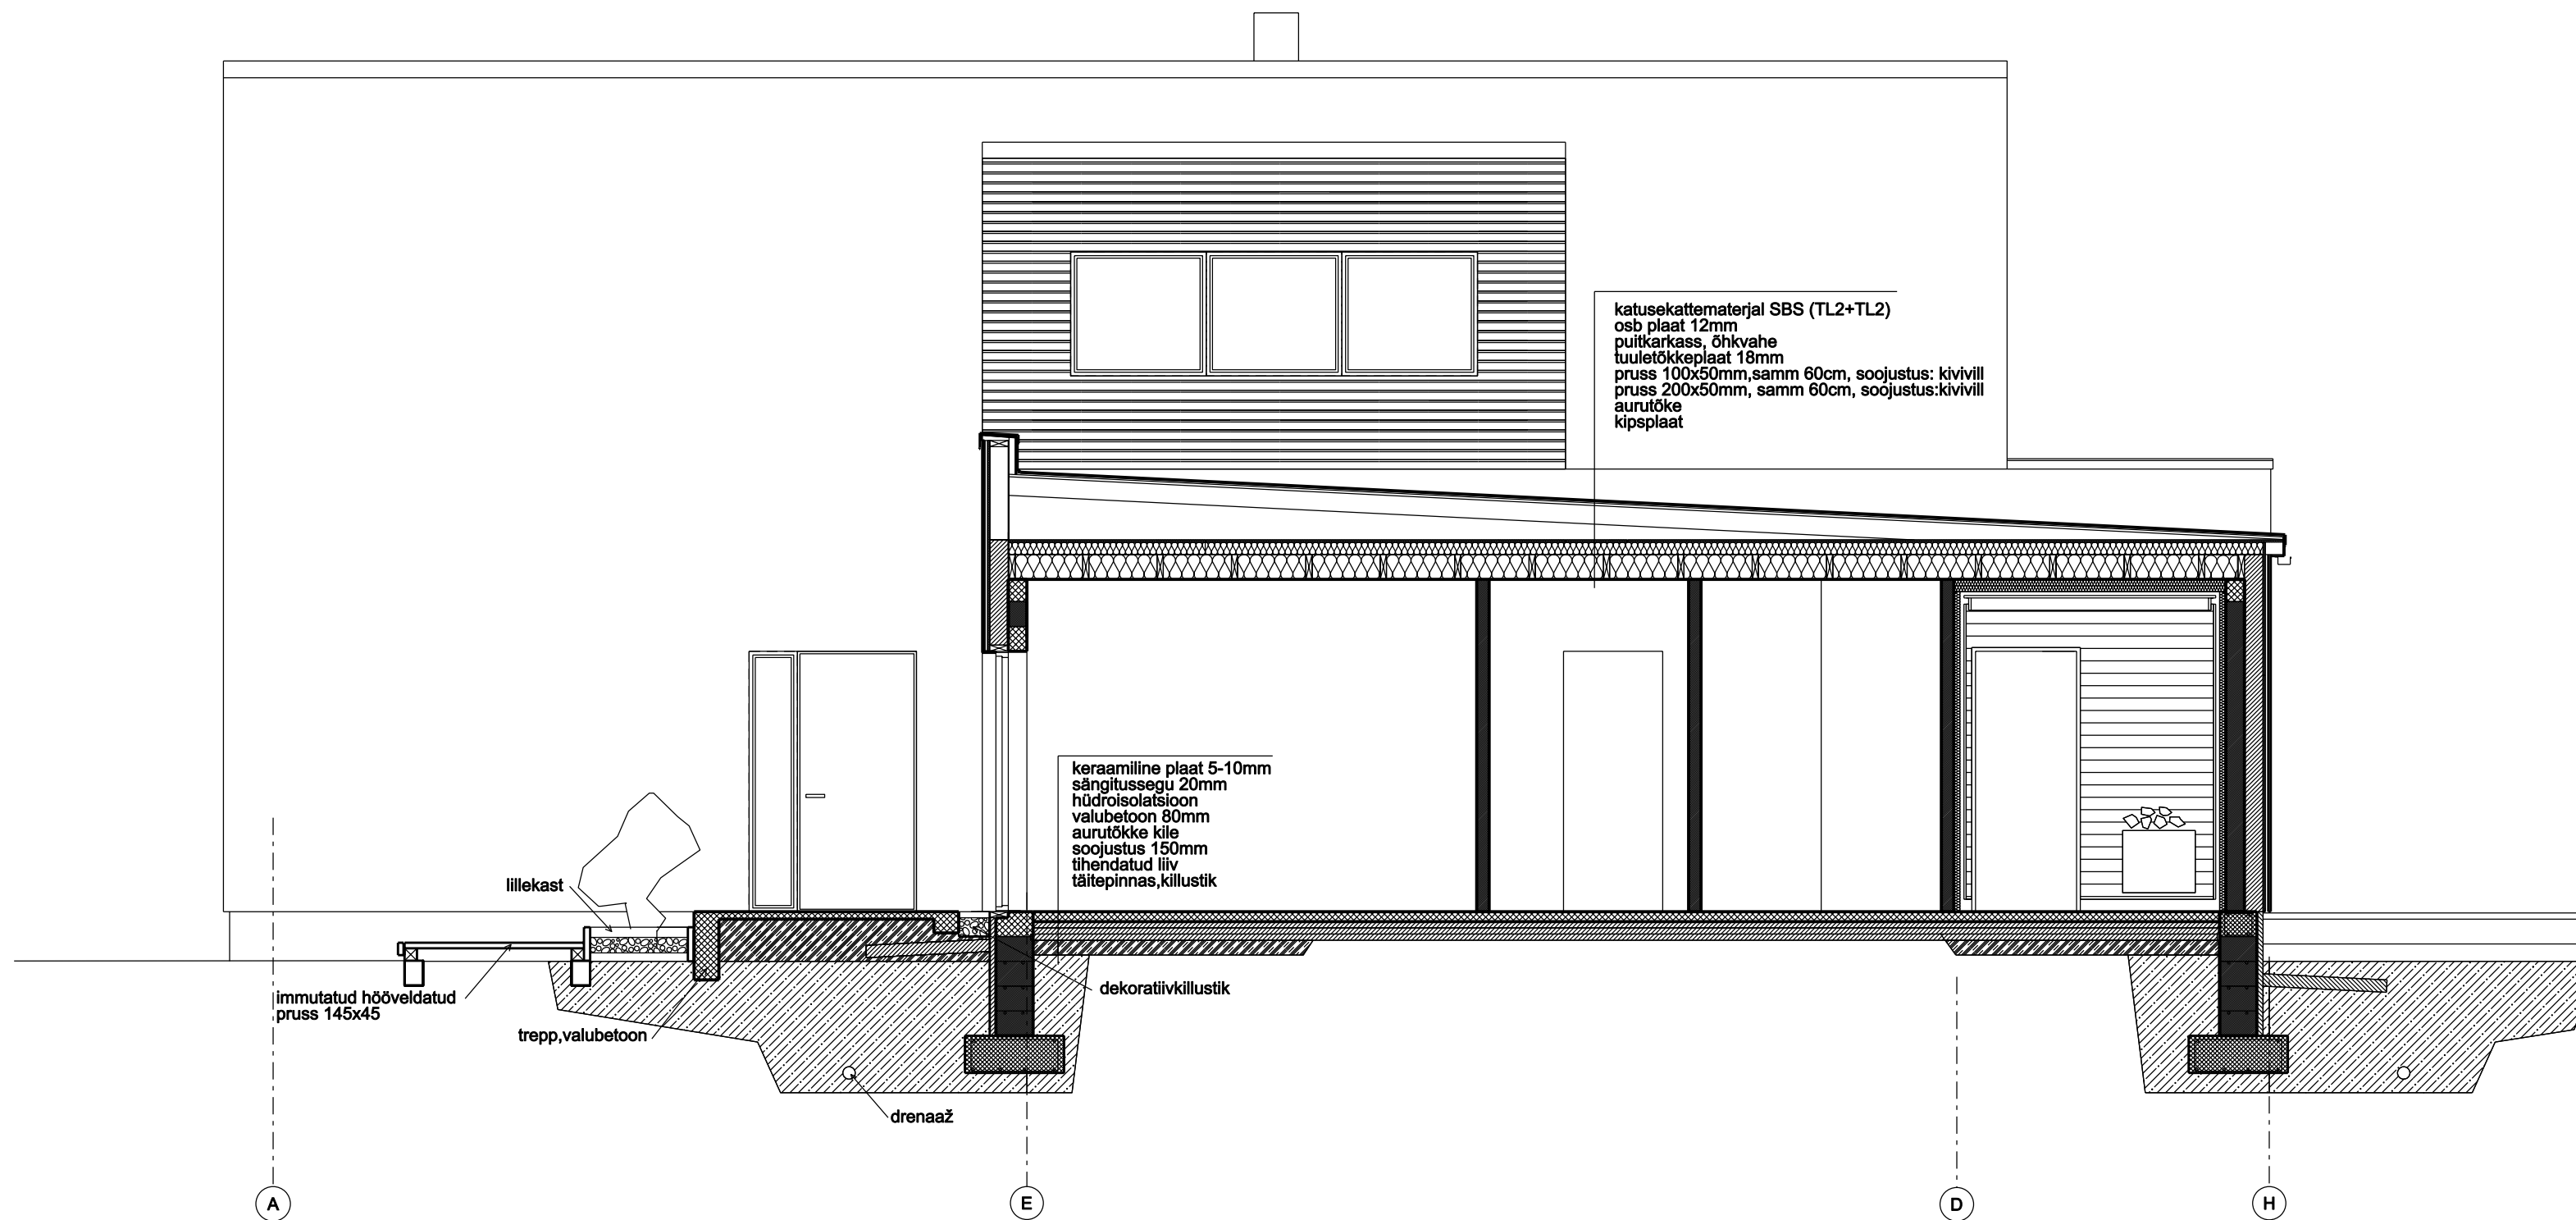 katusekattematerjal SBS (TL2+TL2)
osb plaat 12mm
puitkarkass, õhkvahe
tuuletõkkeplaat 18mm
pruss 100x50mm,samm 60cm, soojustus: kivivill
pruss 200x50mm, samm 60cm, soojustus:kivivill
aurutõke
kipsplaat
keraamiline plaat 5-10mm
sängitussegu 20mm
hüdroisolatsioon
valubetoon 80mm
aurutõkke kile
soojustus 150mm
tihendatud liiv
täitepinnas,killustik
lillekast
immutatud hööveldatud
pruss 145x45
trepp,valubetoon
dekoratiivkillustik
drenaaž
A
E
D
H